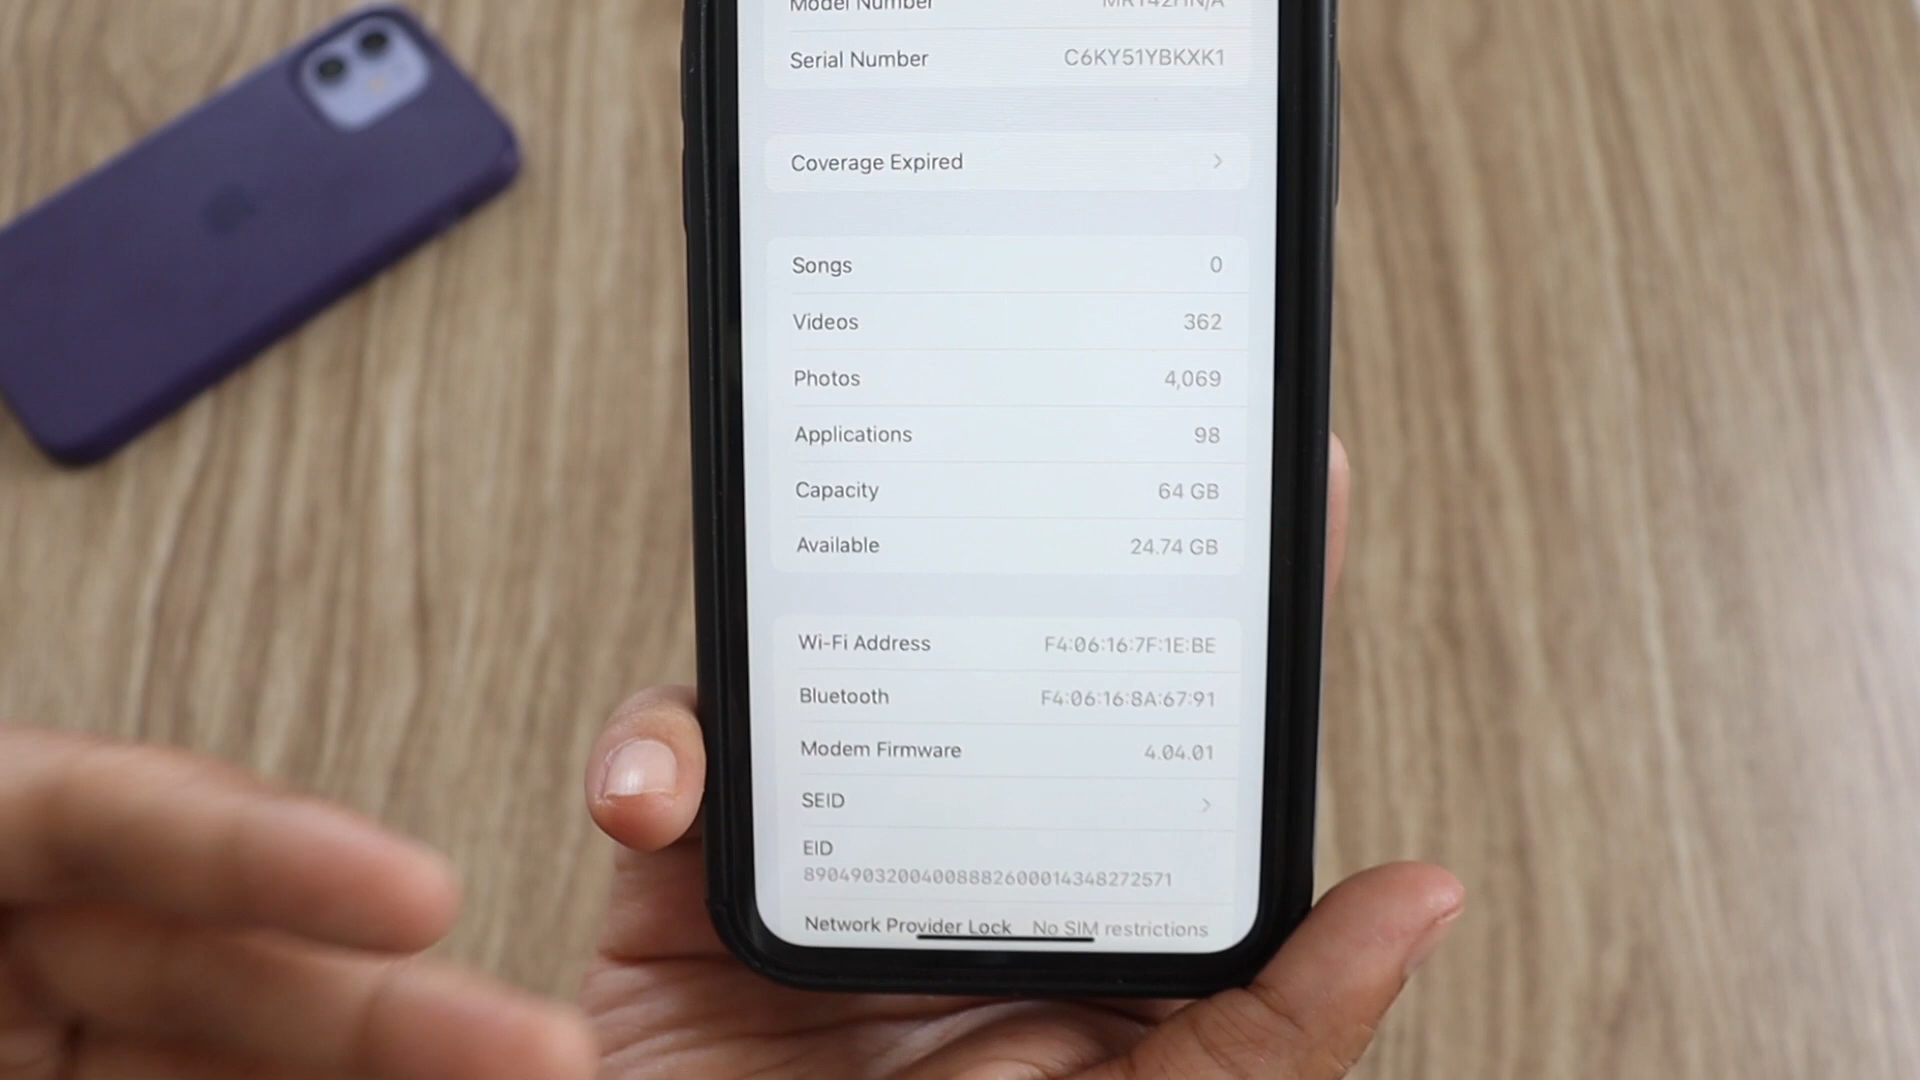 Model Number
Serial Number C6KY51YBKXK1
Coverage Expired
Songs 0
Videos 362
Photos 4,069
Applications 98
Capacity 64 GB
Available 24.74 GB
Wi-Fi Address F4:06:16:7F:1E:BE
Bluetooth F4:06:16:8A:67:91
Modem Firmware 4.04.01
SEID
EID
89049032004008882600014348272571
Network Provider Lock No SIM restrictions